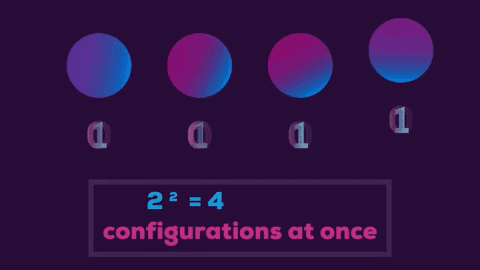 1 1 1 1
2² = 4
configurations at once